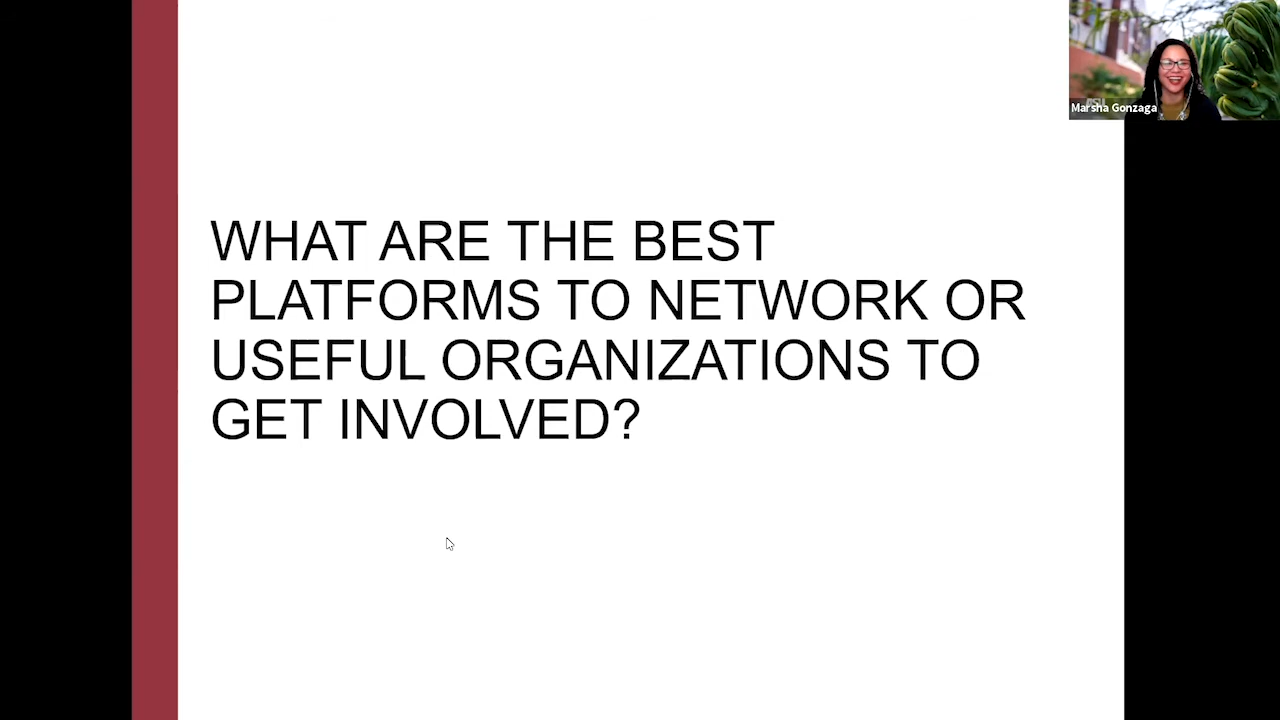 WHAT ARE THE BEST
PLATFORMS TO NETWORK OR
USEFUL ORGANIZATIONS TO
GET INVOLVED?
Marsha Gonzaga